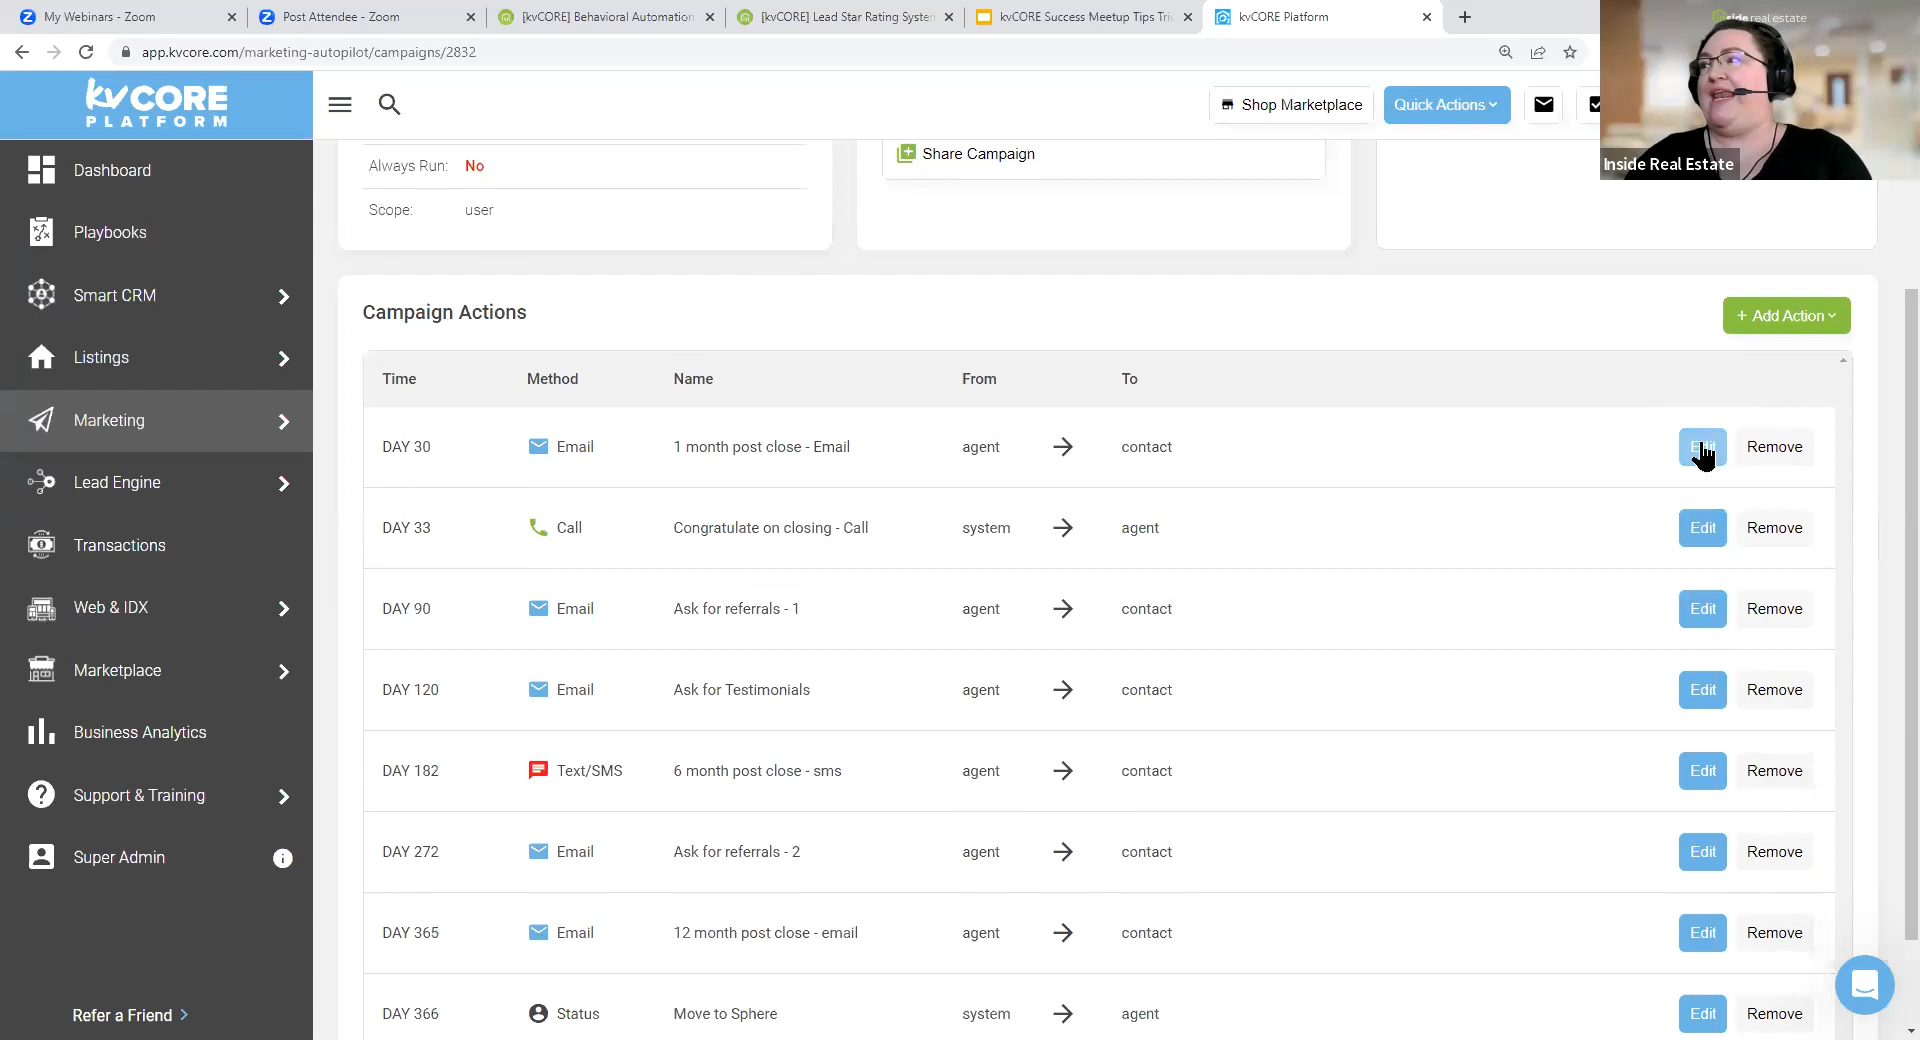 My Webinars - Zoom
Post Attendee - Zoom
[kvCORE] Behavioral Automation
[kvCORE] Lead Star Rating System
kvCORE Success Meetup Tips Tric
kvCORE Platform
app.kvcore.com/marketing-autopilot/campaigns/2832
inside real estate
Inside Real Estate
kvCORE
PLATFORM
Shop Marketplace
Quick Actions
Dashboard
Playbooks
Smart CRM
Listings
Marketing
Lead Engine
Transactions
Web & IDX
Marketplace
Business Analytics
Support & Training
Super Admin
Refer a Friend
Always Run: No
Scope: user
Share Campaign
Campaign Actions
+ Add Action
Time Method Name From To
DAY 30 Email 1 month post close - Email agent contact Edit Remove
DAY 33 Call Congratulate on closing - Call system agent Edit Remove
DAY 90 Email Ask for referrals - 1 agent contact Edit Remove
DAY 120 Email Ask for Testimonials agent contact Edit Remove
DAY 182 Text/SMS 6 month post close - sms agent contact Edit Remove
DAY 272 Email Ask for referrals - 2 agent contact Edit Remove
DAY 365 Email 12 month post close - email agent contact Edit Remove
DAY 366 Status Move to Sphere system agent Edit Remove